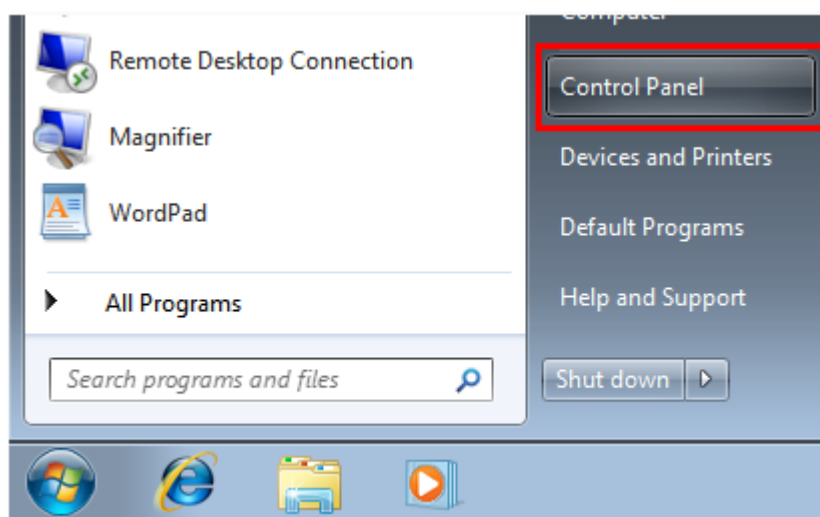 Remote Desktop Connection
Magnifier
WordPad
All Programs
Search programs and files
Computer
Control Panel
Devices and Printers
Default Programs
Help and Support
Shut down